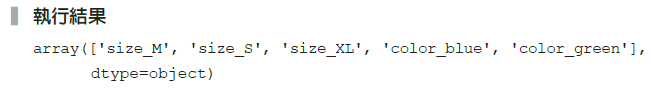 執行結果
array(['size_M', 'size_S', 'size_XL', 'color_blue', 'color_green'],
dtype=object)